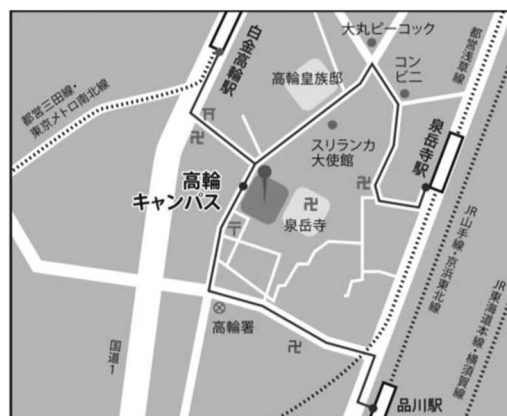 大丸ピーコック
白金高輪駅
コン
ビニ
都営浅草線
高輪皇族邸
都営三田線・
東京メトロ南北線
スリランカ
大使館
泉岳寺駅
高輪
キャンパス
泉岳寺
JR山手線・京浜東北線
JR東海道本線・横須賀線
高輪署
国道1
品川駅